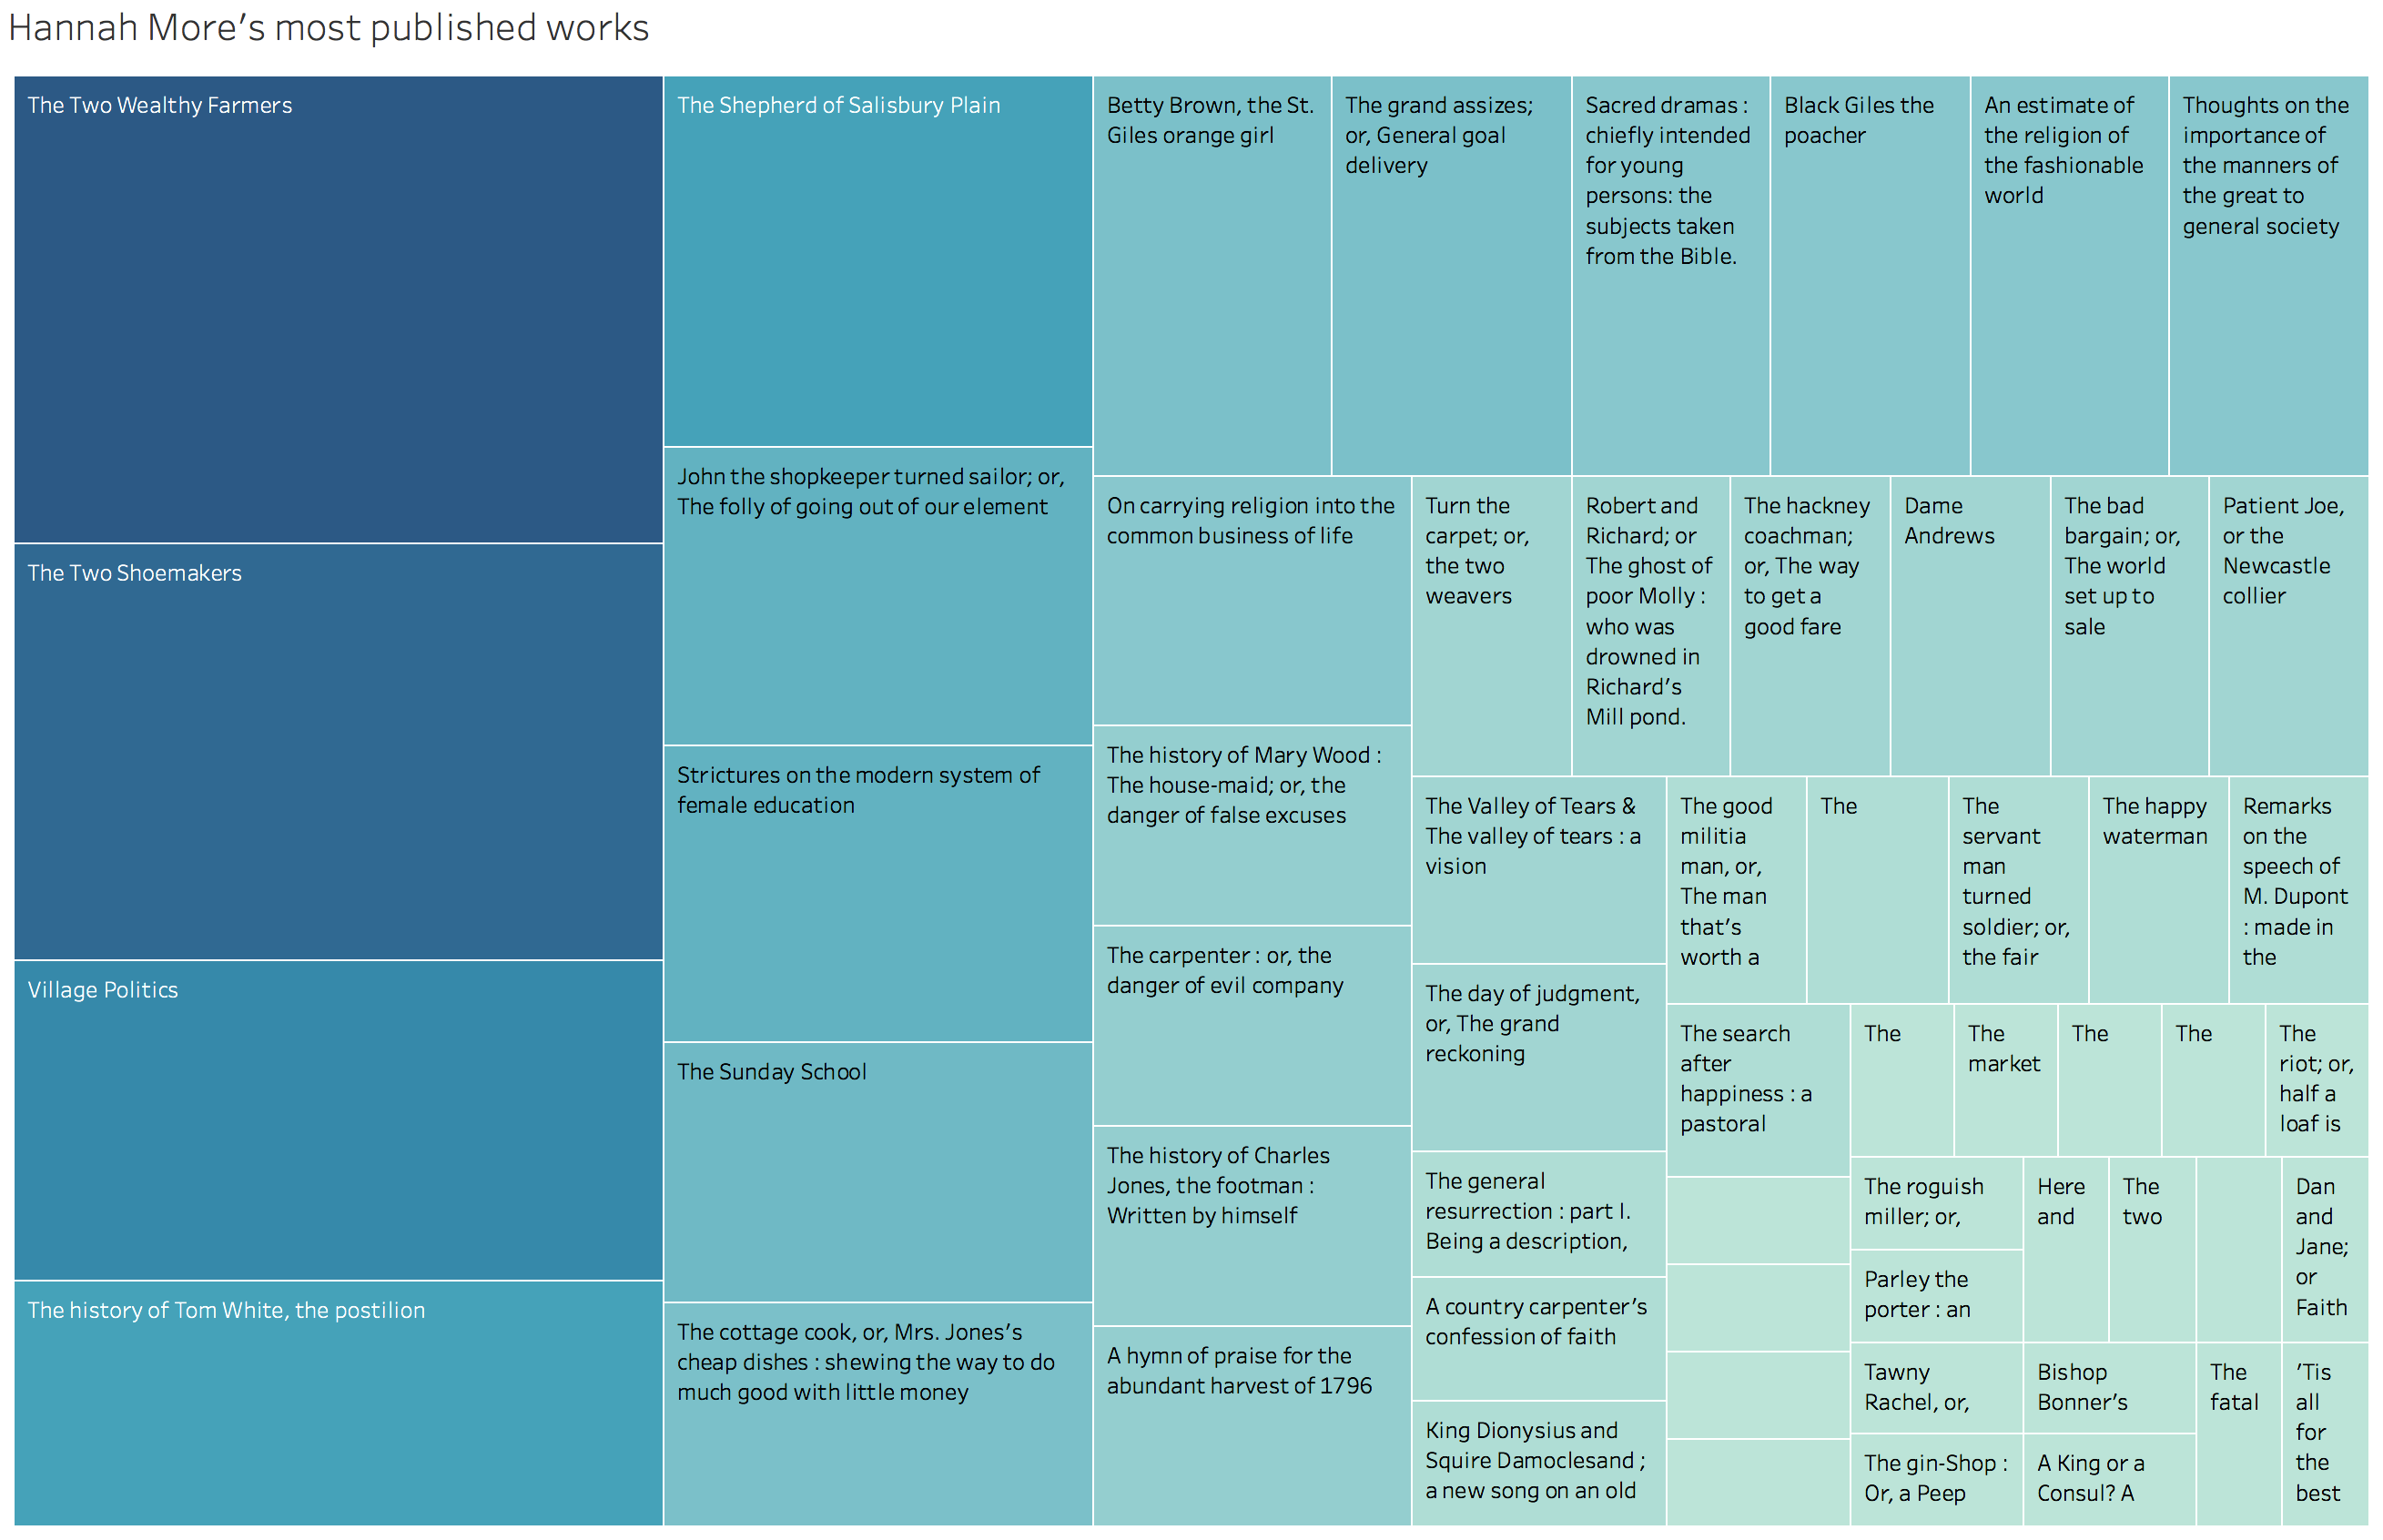 Hannah More’s most published works
The Two Wealthy Farmers
The Two Shoemakers
Village Politics
The history of Tom White, the postilion
The Shepherd of Salisbury Plain
John the shopkeeper turned sailor; or,
The folly of going out of our element
Strictures on the modern system of
female education
The Sunday School
The cottage cook, or, Mrs. Jones’s
cheap dishes : shewing the way to do
much good with little money
Betty Brown, the St.
Giles orange girl
The grand assizes;
or, General goal
delivery
Sacred dramas :
chiefly intended
for young
persons: the
subjects taken
from the Bible.
Black Giles the
poacher
An estimate of
the religion of
the fashionable
world
Thoughts on the
importance of
the manners of
the great to
general society
On carrying religion into the
common business of life
The history of Mary Wood :
The house-maid; or, the
danger of false excuses
The carpenter : or, the
danger of evil company
The history of Charles
Jones, the footman :
Written by himself
A hymn of praise for the
abundant harvest of 1796
Turn the
carpet; or,
the two
weavers
Robert and
Richard; or
The ghost of
poor Molly :
who was
drowned in
Richard’s
Mill pond.
The hackney
coachman;
or, The way
to get a
good fare
Dame
Andrews
The bad
bargain; or,
The world
set up to
sale
Patient Joe,
or the
Newcastle
collier
The Valley of Tears &
The valley of tears : a
vision
The day of judgment,
or, The grand
reckoning
The general
resurrection : part I.
Being a description,
A country carpenter’s
confession of faith
King Dionysius and
Squire Damoclesand ;
a new song on an old
The good
militia
man, or,
The man
that’s
worth a
The
The
servant
man
turned
soldier; or,
the fair
The happy
waterman
Remarks
on the
speech of
M. Dupont
: made in
the
The search
after
happiness : a
pastoral
The
The
market
The
The
The
riot; or,
half a
loaf is
The roguish
miller; or,
Parley the
porter : an
Here
and
The
two
Dan
and
Jane;
or
Faith
Tawny
Rachel, or,
Bishop
Bonner’s
The
fatal
’Tis
all
for
the
best
The gin-Shop :
Or, a Peep
A King or a
Consul? A